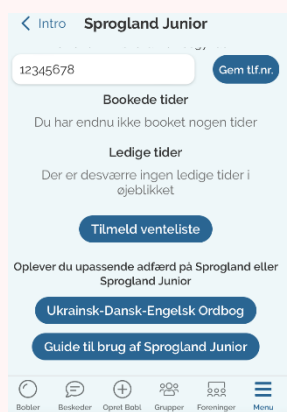 Intro Sprogland Junior
12345678 Gem tlf.nr.
Bookede tider
Du har endnu ikke booket nogen tider
Ledige tider
Der er desværre ingen ledige tider i
øjeblikket
Tilmeld venteliste
Oplever du upassende adfærd på Sprogland eller
Sprogland Junior
Ukrainsk-Dansk-Engelsk Ordbog
Guide til brug af Sprogland Junior
Bobler Beskeder Opret Bobl Grupper Foreninger Menu